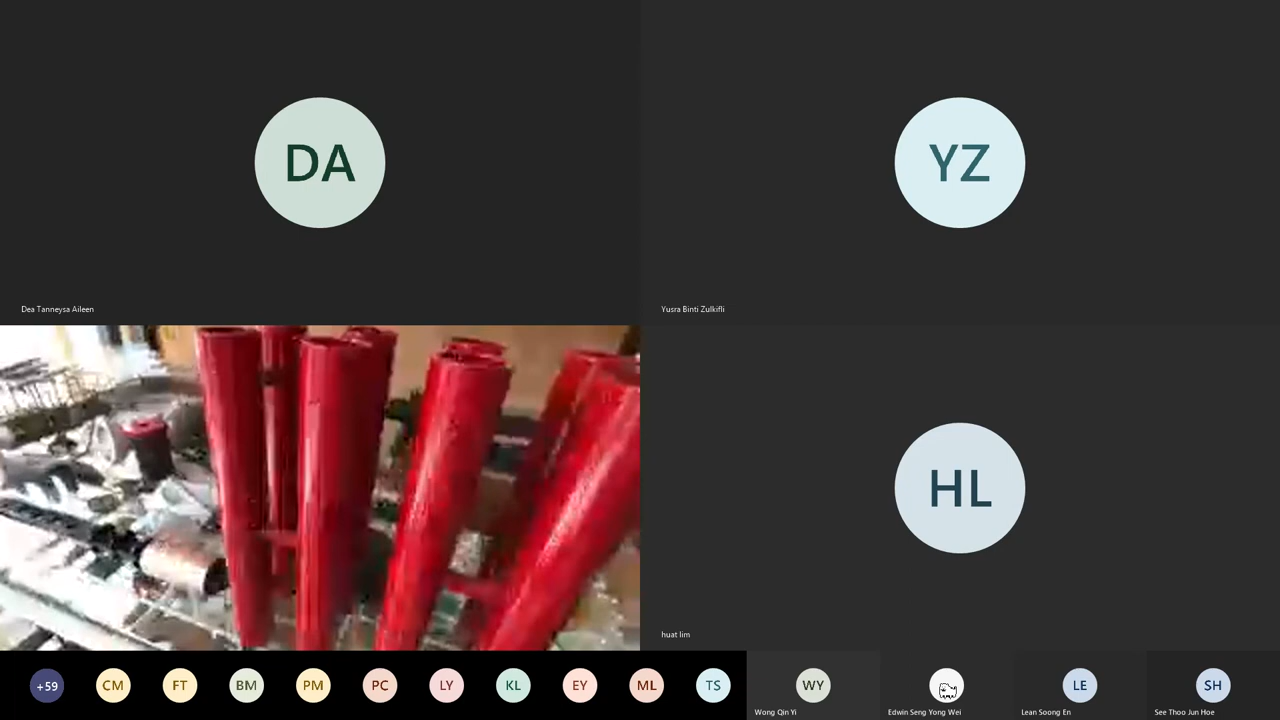 DA
YZ
Dea Tanneysa Aileen
Yusra Binti Zulkifli
HL
huat lim
+59
CM
FT
BM
PM
PC
LY
KL
EY
ML
TS
WY
LE
SH
Wong Qin Yi
Edwin Seng Yong Wei
Lean Soong En
See Thoo Jun Hoe